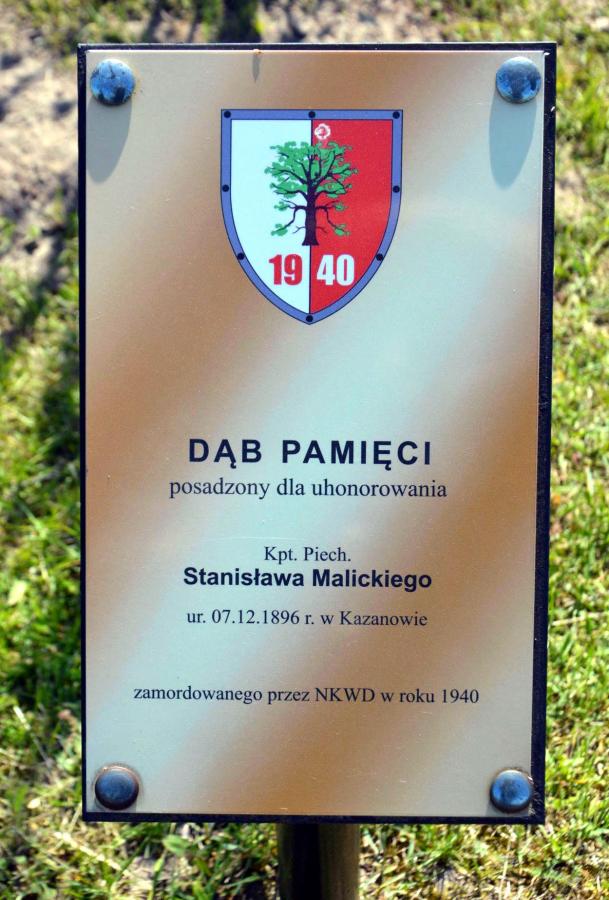 19 40
DĄB PAMIĘCI
posadzony dla uhonorowania
Kpt. Piech.
Stanisława Malickiego
ur. 07.12.1896 r. w Kazanowie
zamordowanego przez NKWD w roku 1940